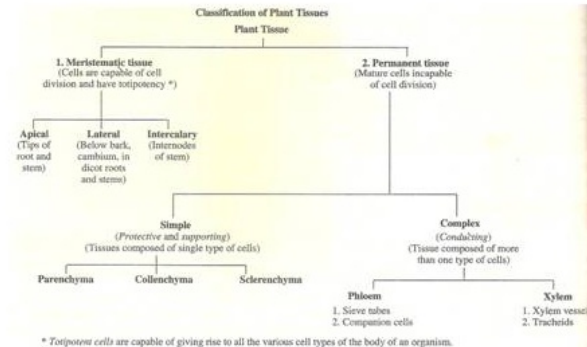 Classification of Plant Tissues
Plant Tissue
1. Meristematic tissue
(Cells are capable of cell
division and have totipotency *)
2. Permanent tissue
(Mature cells incapable
of cell division)
Apical
(Tips of
root and
stem)
Lateral
(Below back,
cambium, in
dicot roots
and stems)
Intercalary
(Internodes
of stem)
Simple
(Protective and supporting)
(Tissues composed of single type of cells)
Complex
(Conducting)
(Tissue composed of more
than one type of cells)
Parenchyma
Collenchyma
Sclerenchyma
Phloem
1. Sieve tubes
2. Companion cells
Xylem
1. Xylem vessel
2. Tracheids
* Totipotent cells are capable of giving rise to all the various cell types of the body of an organism.